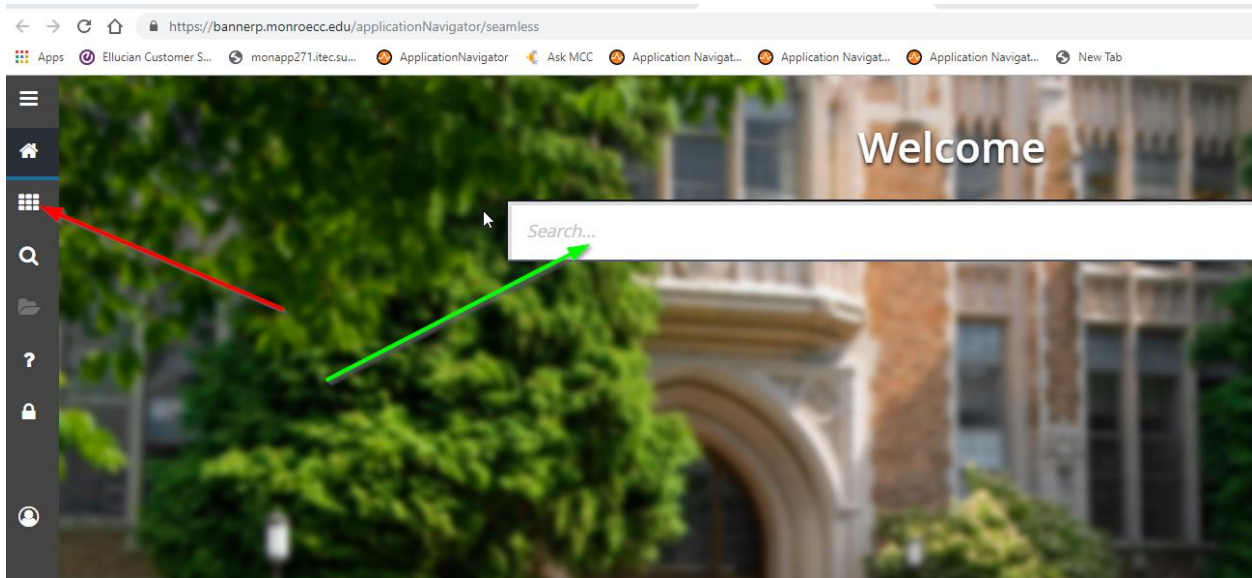 https://bannerp.monroecc.edu/applicationNavigator/seamless
Apps Ellucian Customer S... monapp271.itec.su... ApplicationNavigator Ask MCC Application Navigat... Application Navigat... Application Navigat... New Tab
Welcome
Search...
?